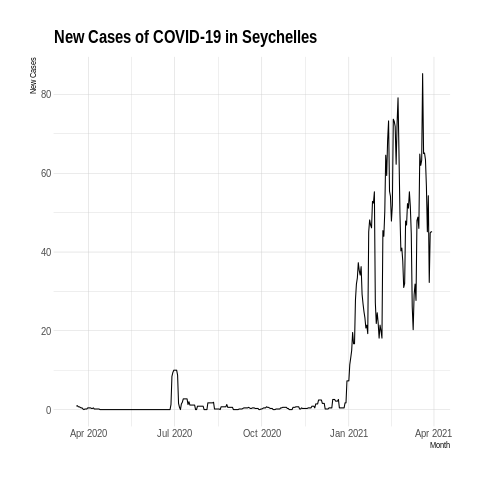 New Cases of COVID-19 in Seychelles
New Cases
80
60
40
20
0
Apr 2020 Jul 2020 Oct 2020 Jan 2021 Apr 2021
Month